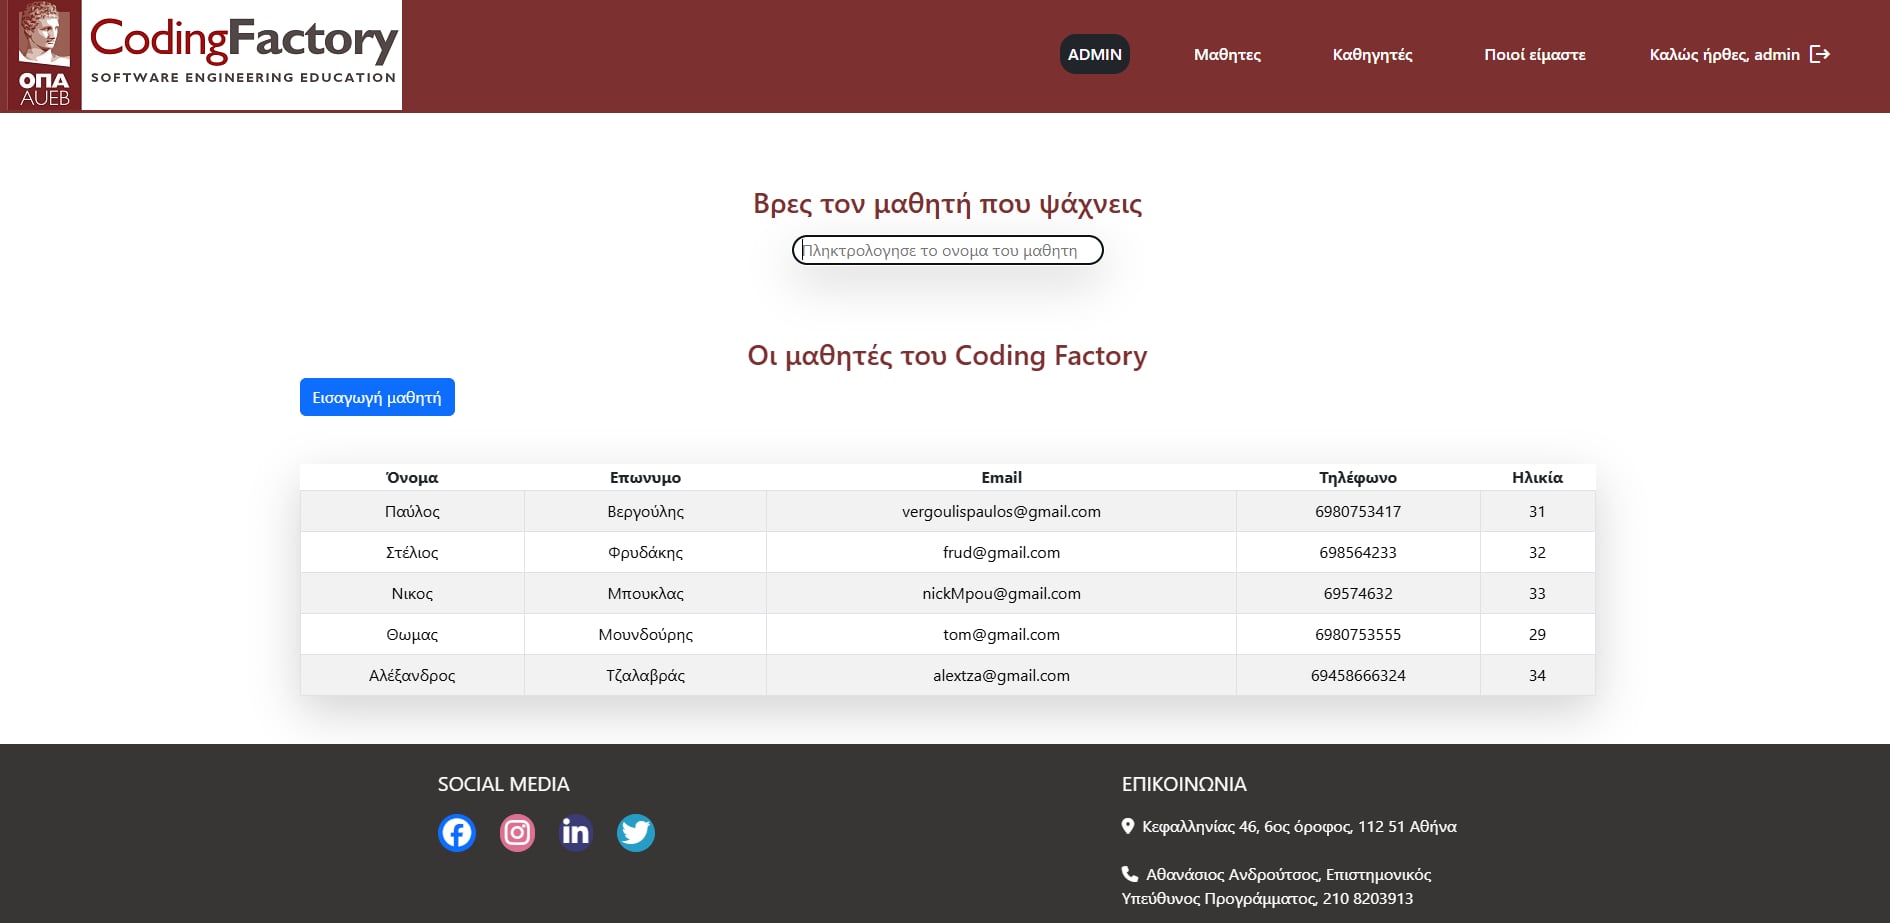 ΟΠΑ
AUEB
CodingFactory
SOFTWARE ENGINEERING EDUCATION
ADMIN Μαθητες Καθηγητές Ποιοί είμαστε Καλώς ήρθες, admin
Βρες τον μαθητή που ψάχνεις
Πληκτρολογησε το ονομα του μαθητη
Οι μαθητές του Coding Factory
Εισαγωγή μαθητή
Όνομα Επωνυμο Email Τηλέφωνο Ηλικία
Παύλος Βεργούλης vergoulispaulos@gmail.com 6980753417 31
Στέλιος Φρυδάκης frud@gmail.com 698564233 32
Νικος Μπουκλας nickMpou@gmail.com 69574632 33
Θωμας Μουνδούρης tom@gmail.com 6980753555 29
Αλέξανδρος Τζαλαβράς alextza@gmail.com 69458666324 34
SOCIAL MEDIA
ΕΠΙΚΟΙΝΩΝΙΑ
Κεφαλληνίας 46, 6ος όροφος, 112 51 Αθήνα
Αθανάσιος Ανδρούτσος, Επιστημονικός
Υπεύθυνος Προγράμματος, 210 8203913